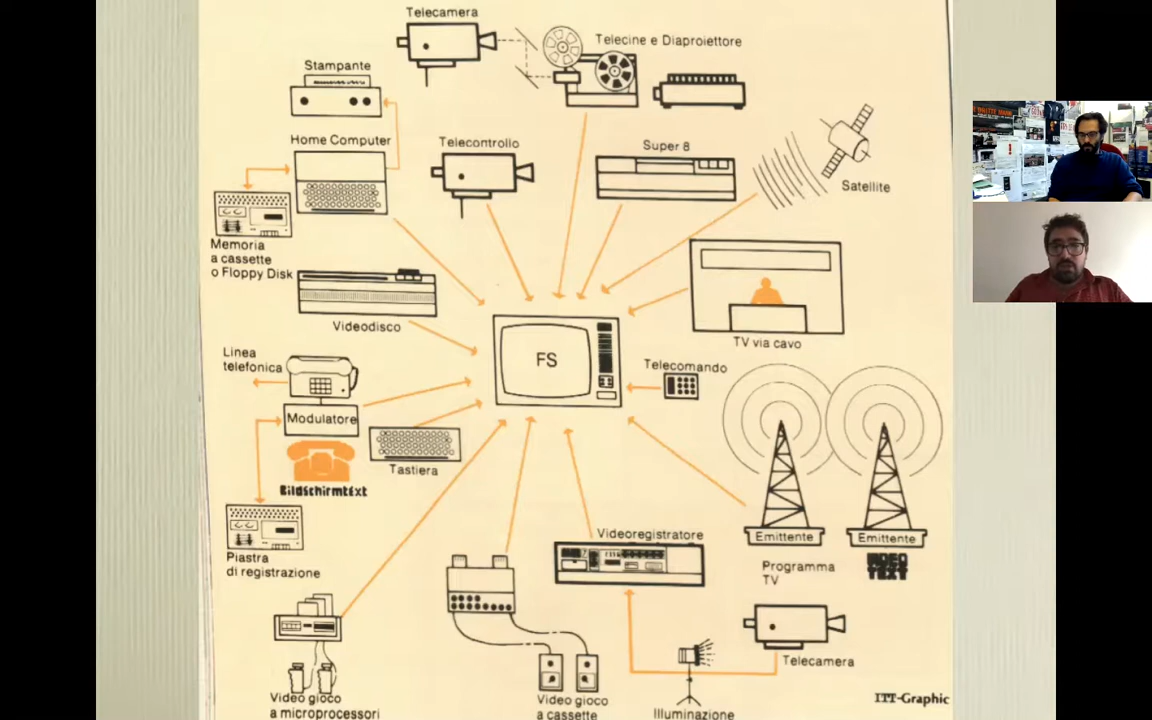 Telecamera
Telecine e Diaproiettore
Stampante
Home Computer
Telecontrollo
Super 8
Satellite
Memoria
a cassette
o Floppy Disk
Videodisco
TV via cavo
FS
Linea
telefonica
Telecomando
Modulatore
Tastiera
Bildschirmtext
Videoregistratore
Emittente
Emittente
Piastra
di registrazione
Programma
TV
VIDEO
TEXT
Telecamera
Video gioco
a microprocessori
Video gioco
a cassette
Illuminazione
ITT-Graphic